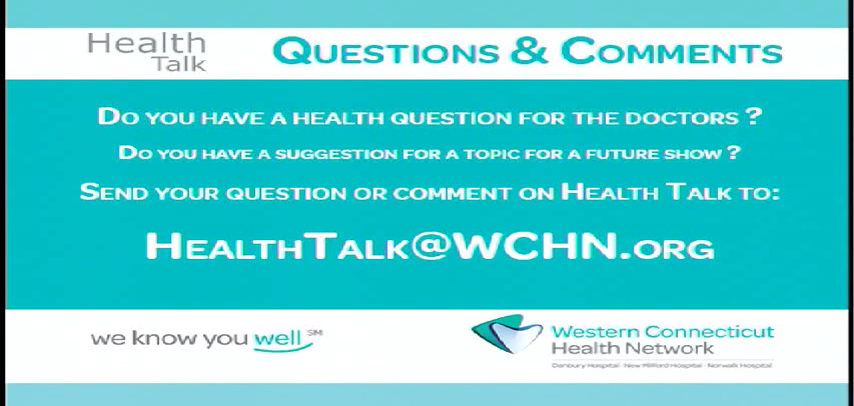 Health Talk
QUESTIONS & COMMENTS
DO YOU HAVE A HEALTH QUESTION FOR THE DOCTORS ?
DO YOU HAVE A SUGGESTION FOR A TOPIC FOR A FUTURE SHOW ?
SEND YOUR QUESTION OR COMMENT ON HEALTH TALK TO:
HEALTHTALK@WCHN.ORG
we know you well SM
Western Connecticut
Health Network
Danbury Hospital · New Milford Hospital · Norwalk Hospital